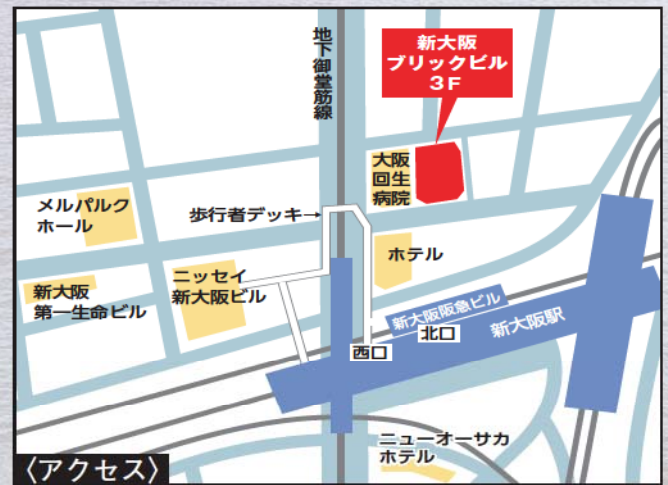 地下御堂筋線
新大阪
ブリックビル
3F
大阪
回生
病院
メルパルク
ホール
歩行者デッキ→
ホテル
ニッセイ
新大阪ビル
新大阪
第一生命ビル
新大阪阪急ビル
北口
新大阪駅
西口
ニューオーサカ
ホテル
〈アクセス〉